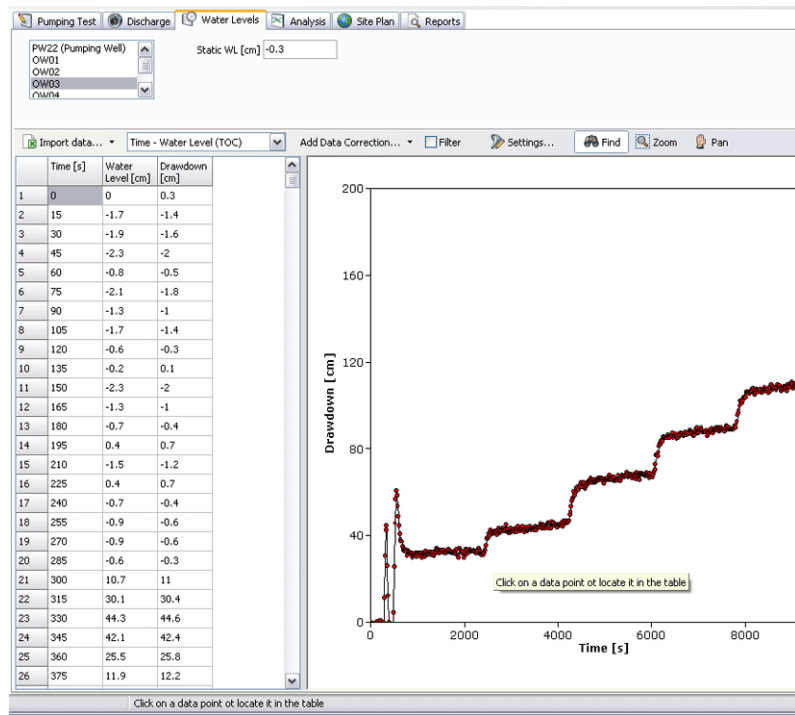 Pumping Test Discharge Water Levels Analysis Site Plan Reports
PW22 (Pumping Well)
OW01
OW02
OW03
OW04
Static WL [cm] -0.3
Import data... Time - Water Level (TOC) Add Data Correction... Filter Settings... Find Zoom Pan
Time [s] Water Level [cm] Drawdown [cm]
1 0 0 0.3
2 15 -1.7 -1.4
3 30 -1.9 -1.6
4 45 -2.3 -2
5 60 -0.8 -0.5
6 75 -2.1 -1.8
7 90 -1.3 -1
8 105 -1.7 -1.4
9 120 -0.6 -0.3
10 135 -0.2 0.1
11 150 -2.3 -2
12 165 -1.3 -1
13 180 -0.7 -0.4
14 195 0.4 0.7
15 210 -1.5 -1.2
16 225 0.4 0.7
17 240 -0.7 -0.4
18 255 -0.9 -0.6
19 270 -0.9 -0.6
20 285 -0.6 -0.3
21 300 10.7 11
22 315 30.1 30.4
23 330 44.3 44.6
24 345 42.1 42.4
25 360 25.5 25.8
26 375 11.9 12.2
200
160
120
80
40
0
Drawdown [cm]
0 2000 4000 6000 8000
Time [s]
Click on a data point ot locate it in the table
Click on a data point ot locate it in the table